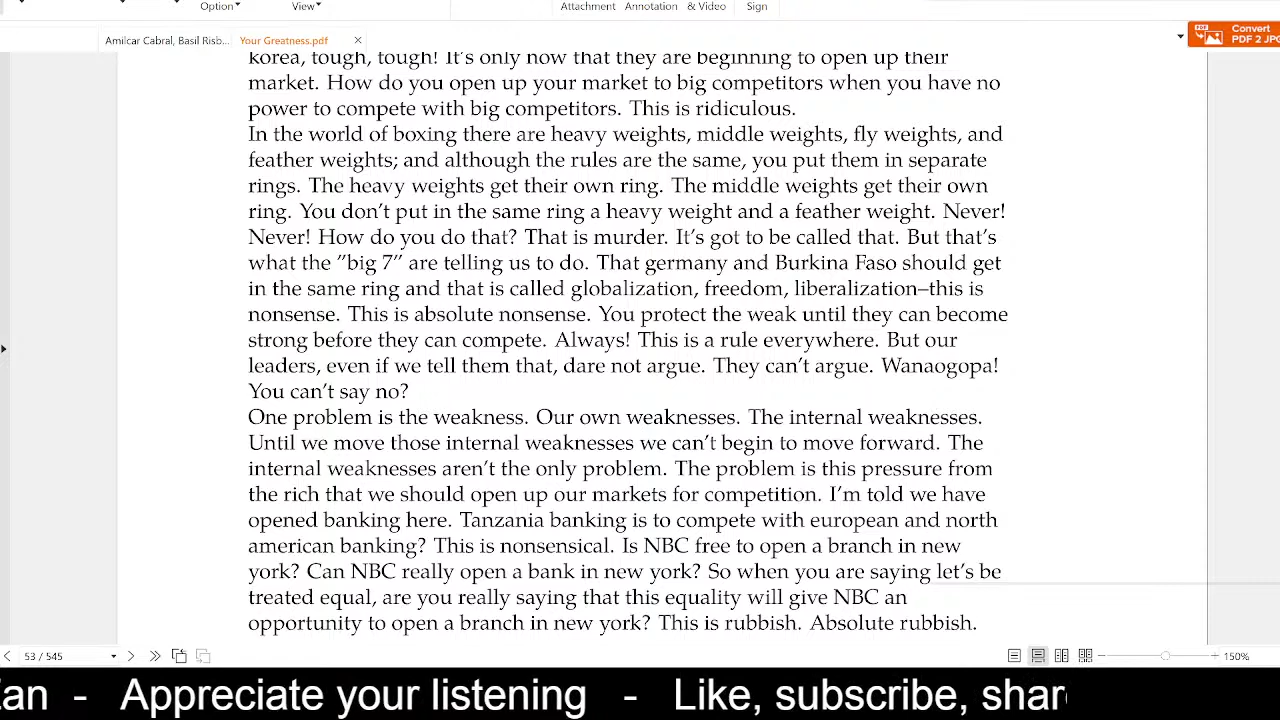 Option
View
Attachment
Annotation
& Video
Sign
Amilcar Cabral, Basil Risb...
Your Greatness.pdf
Convert
PDF 2 JPG
korea, tough, tough! It's only now that they are beginning to open up their
market. How do you open up your market to big competitors when you have no
power to compete with big competitors. This is ridiculous.
In the world of boxing there are heavy weights, middle weights, fly weights, and
feather weights; and although the rules are the same, you put them in separate
rings. The heavy weights get their own ring. The middle weights get their own
ring. You don't put in the same ring a heavy weight and a feather weight. Never!
Never! How do you do that? That is murder. It's got to be called that. But that's
what the "big 7" are telling us to do. That germany and Burkina Faso should get
in the same ring and that is called globalization, freedom, liberalization–this is
nonsense. This is absolute nonsense. You protect the weak until they can become
strong before they can compete. Always! This is a rule everywhere. But our
leaders, even if we tell them that, dare not argue. They can't argue. Wanaogopa!
You can't say no?
One problem is the weakness. Our own weaknesses. The internal weaknesses.
Until we move those internal weaknesses we can't begin to move forward. The
internal weaknesses aren't the only problem. The problem is this pressure from
the rich that we should open up our markets for competition. I'm told we have
opened banking here. Tanzania banking is to compete with european and north
american banking? This is nonsensical. Is NBC free to open a branch in new
york? Can NBC really open a bank in new york? So when you are saying let's be
treated equal, are you really saying that this equality will give NBC an
opportunity to open a branch in new york? This is rubbish. Absolute rubbish.
53 / 545
150%
an - Appreciate your listening - Like, subscribe, share